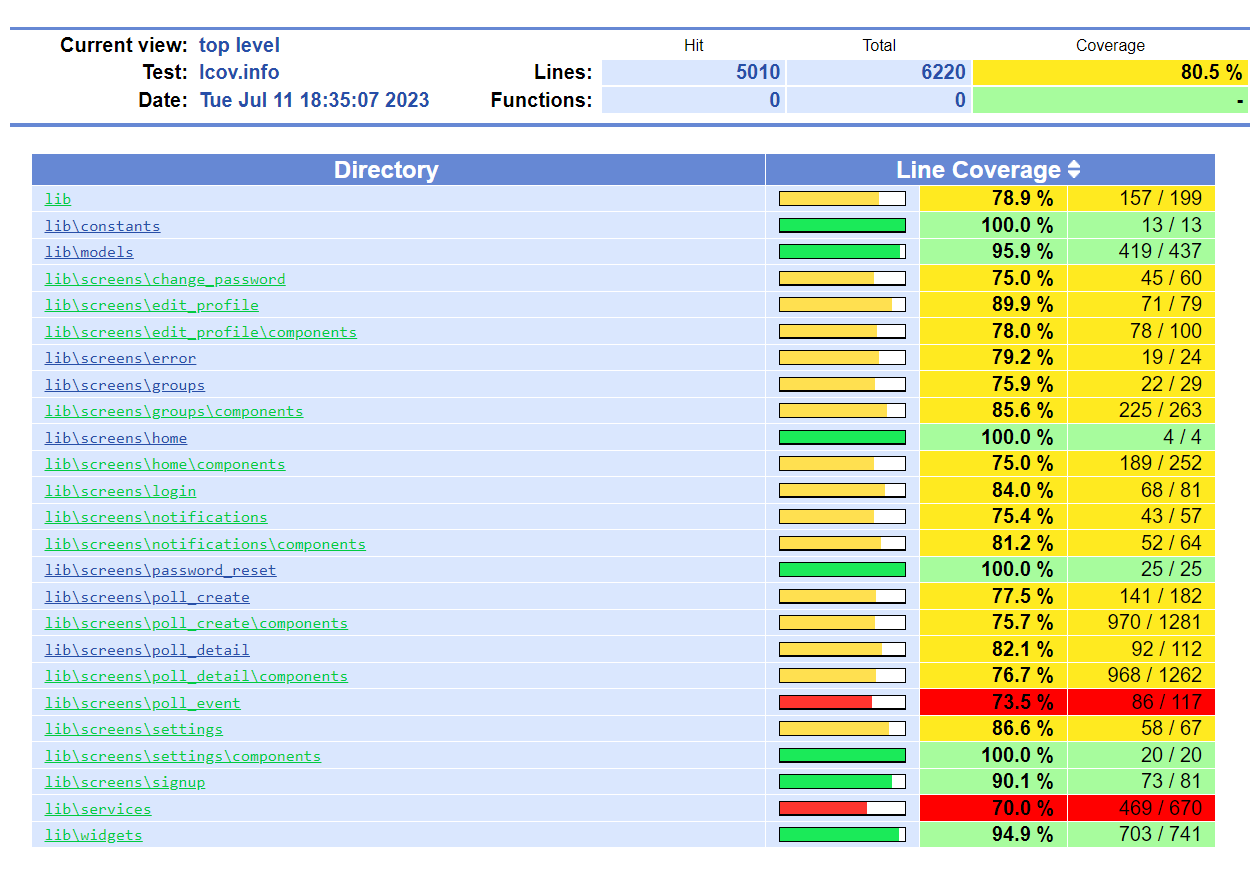 Current view: top level Hit Total Coverage
Test: lcov.info Lines: 5010 6220 80.5 %
Date: Tue Jul 11 18:35:07 2023 Functions: 0 0 -
Directory Line Coverage
lib 78.9 % 157 / 199
lib\constants 100.0 % 13 / 13
lib\models 95.9 % 419 / 437
lib\screens\change_password 75.0 % 45 / 60
lib\screens\edit_profile 89.9 % 71 / 79
lib\screens\edit_profile\components 78.0 % 78 / 100
lib\screens\error 79.2 % 19 / 24
lib\screens\groups 75.9 % 22 / 29
lib\screens\groups\components 85.6 % 225 / 263
lib\screens\home 100.0 % 4 / 4
lib\screens\home\components 75.0 % 189 / 252
lib\screens\login 84.0 % 68 / 81
lib\screens\notifications 75.4 % 43 / 57
lib\screens\notifications\components 81.2 % 52 / 64
lib\screens\password_reset 100.0 % 25 / 25
lib\screens\poll_create 77.5 % 141 / 182
lib\screens\poll_create\components 75.7 % 970 / 1281
lib\screens\poll_detail 82.1 % 92 / 112
lib\screens\poll_detail\components 76.7 % 968 / 1262
lib\screens\poll_event 73.5 % 86 / 117
lib\screens\settings 86.6 % 58 / 67
lib\screens\settings\components 100.0 % 20 / 20
lib\screens\signup 90.1 % 73 / 81
lib\services 70.0 % 469 / 670
lib\widgets 94.9 % 703 / 741